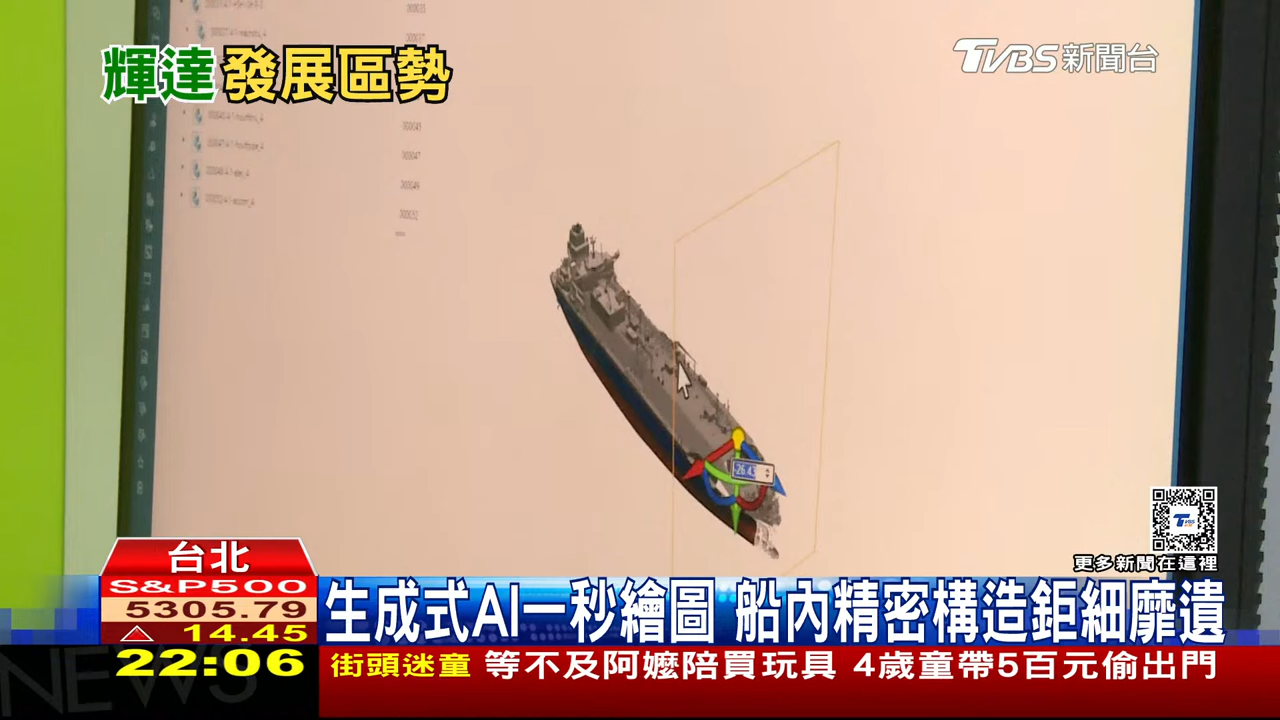 輝達發展區勢
TVBS新聞台
-26.43
更多新聞在這裡
台北
S&P500
5305.79
14.45
22:06
生成式AI一秒繪圖 船內精密構造鉅細靡遺
街頭迷童 等不及阿嬤陪買玩具 4歲童帶5百元偷出門
NEWS